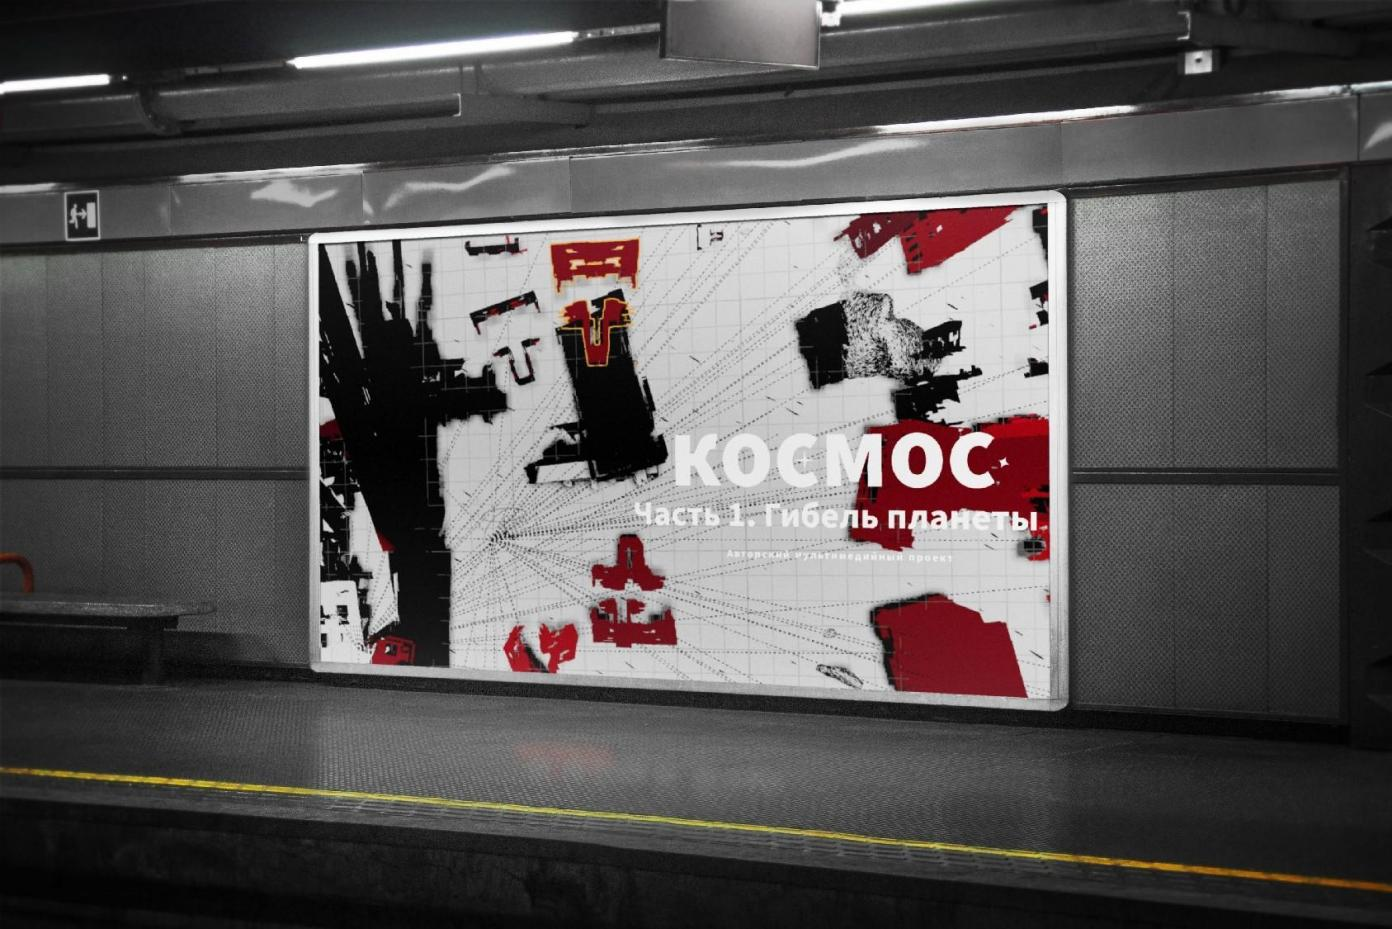 КОСМОС
Часть 1. Гибель планеты
Авторский мультимедийный проект